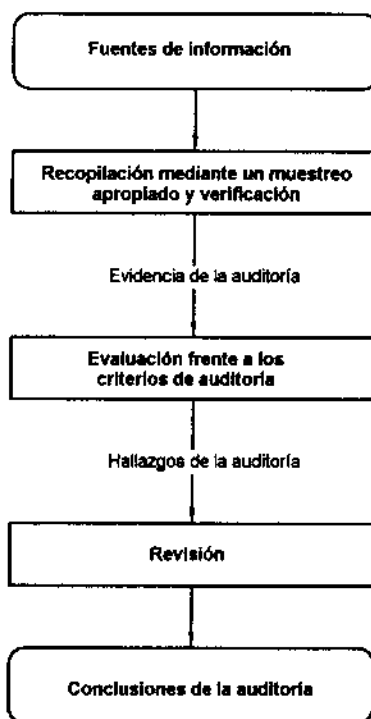 Fuentes de información
Recopilación mediante un muestreo
apropiado y verificación
Evidencia de la auditoría
Evaluación frente a los
criterios de auditoría
Hallazgos de la auditoría
Revisión
Conclusiones de la auditoría